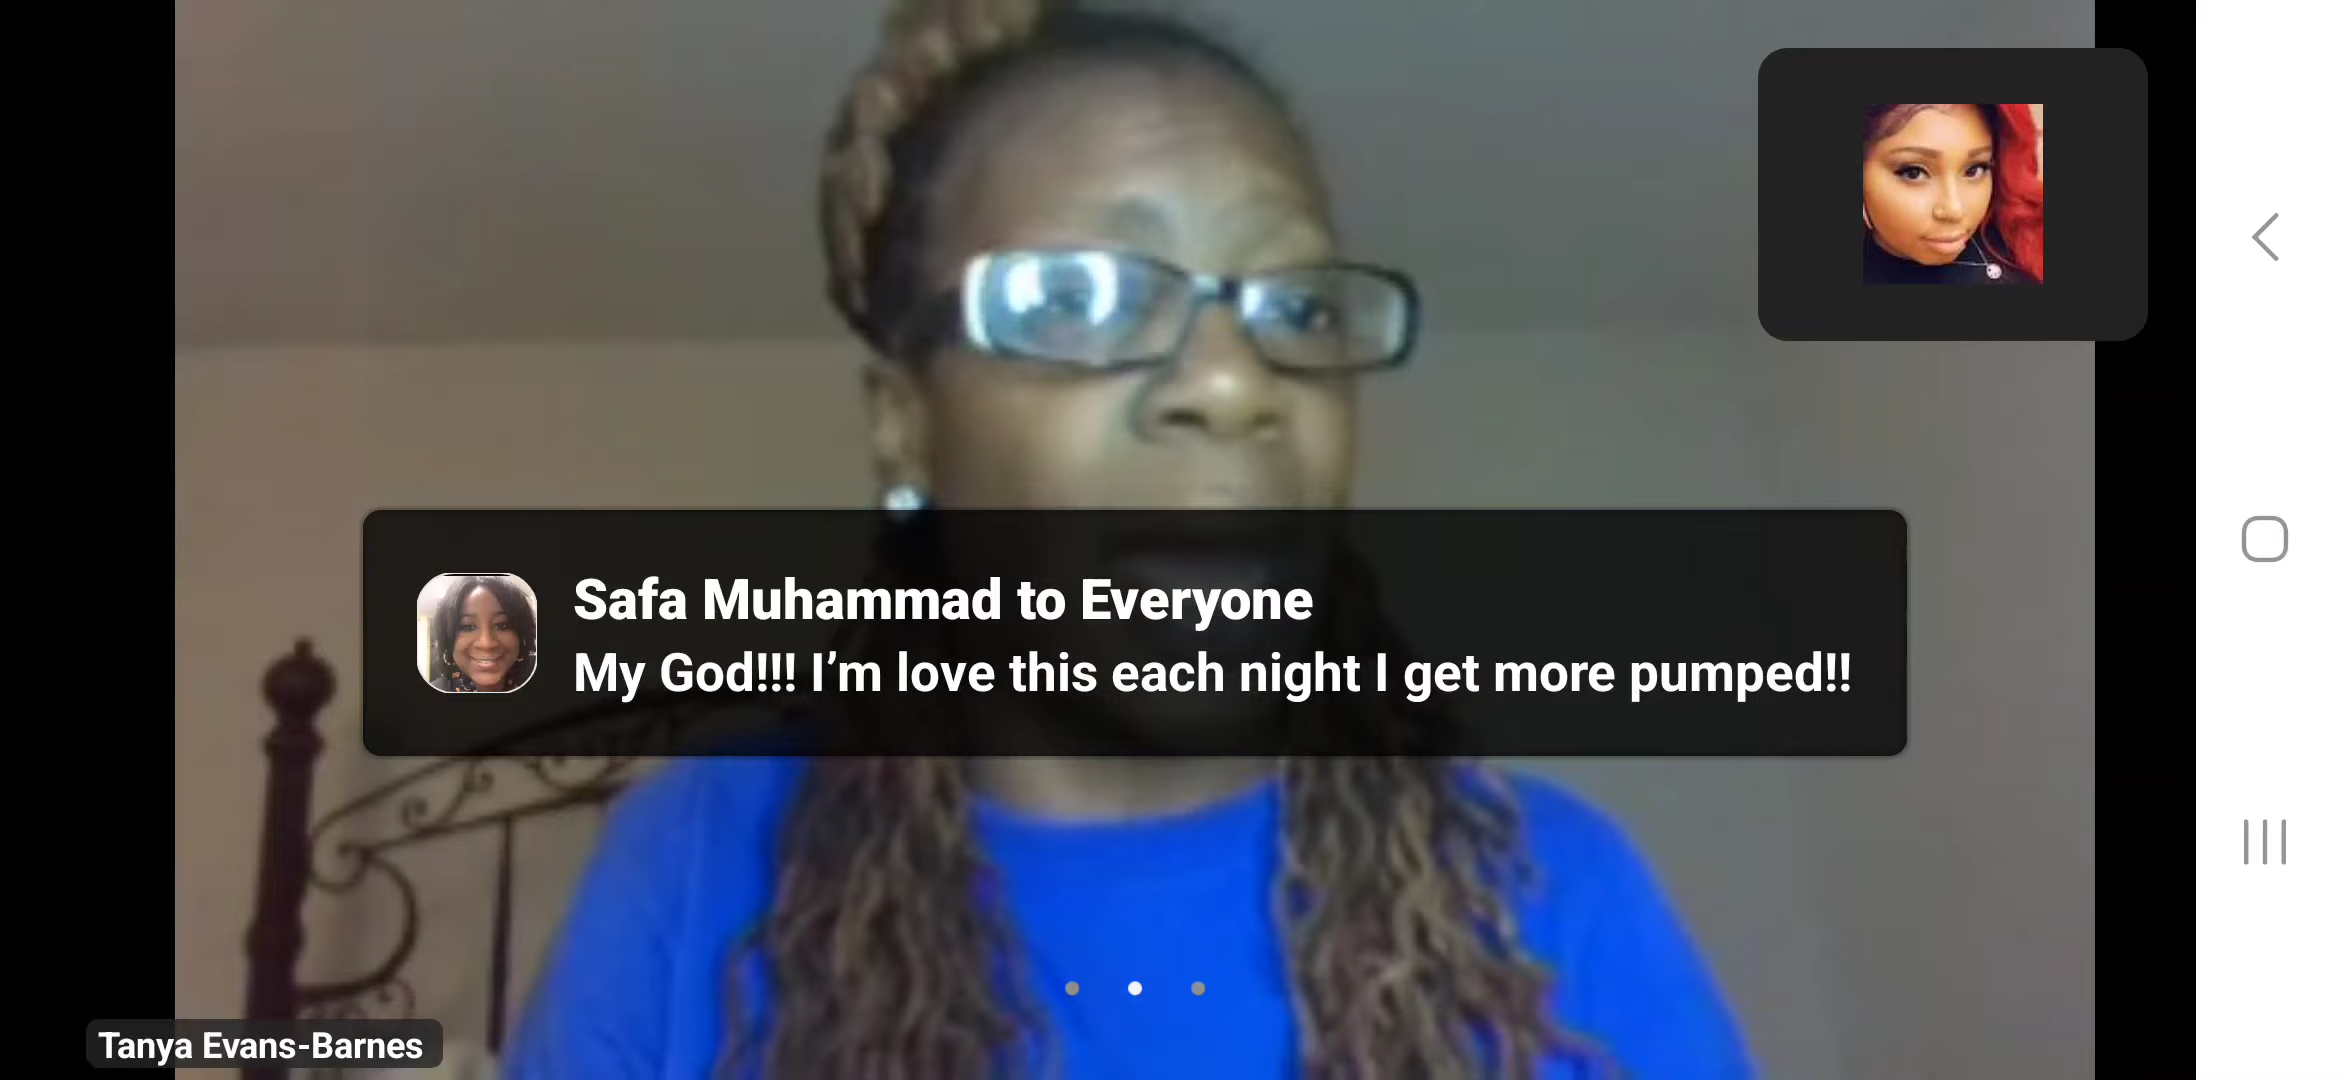 Safa Muhammad to Everyone
My God!!! I’m love this each night I get more pumped!!
Tanya Evans-Barnes